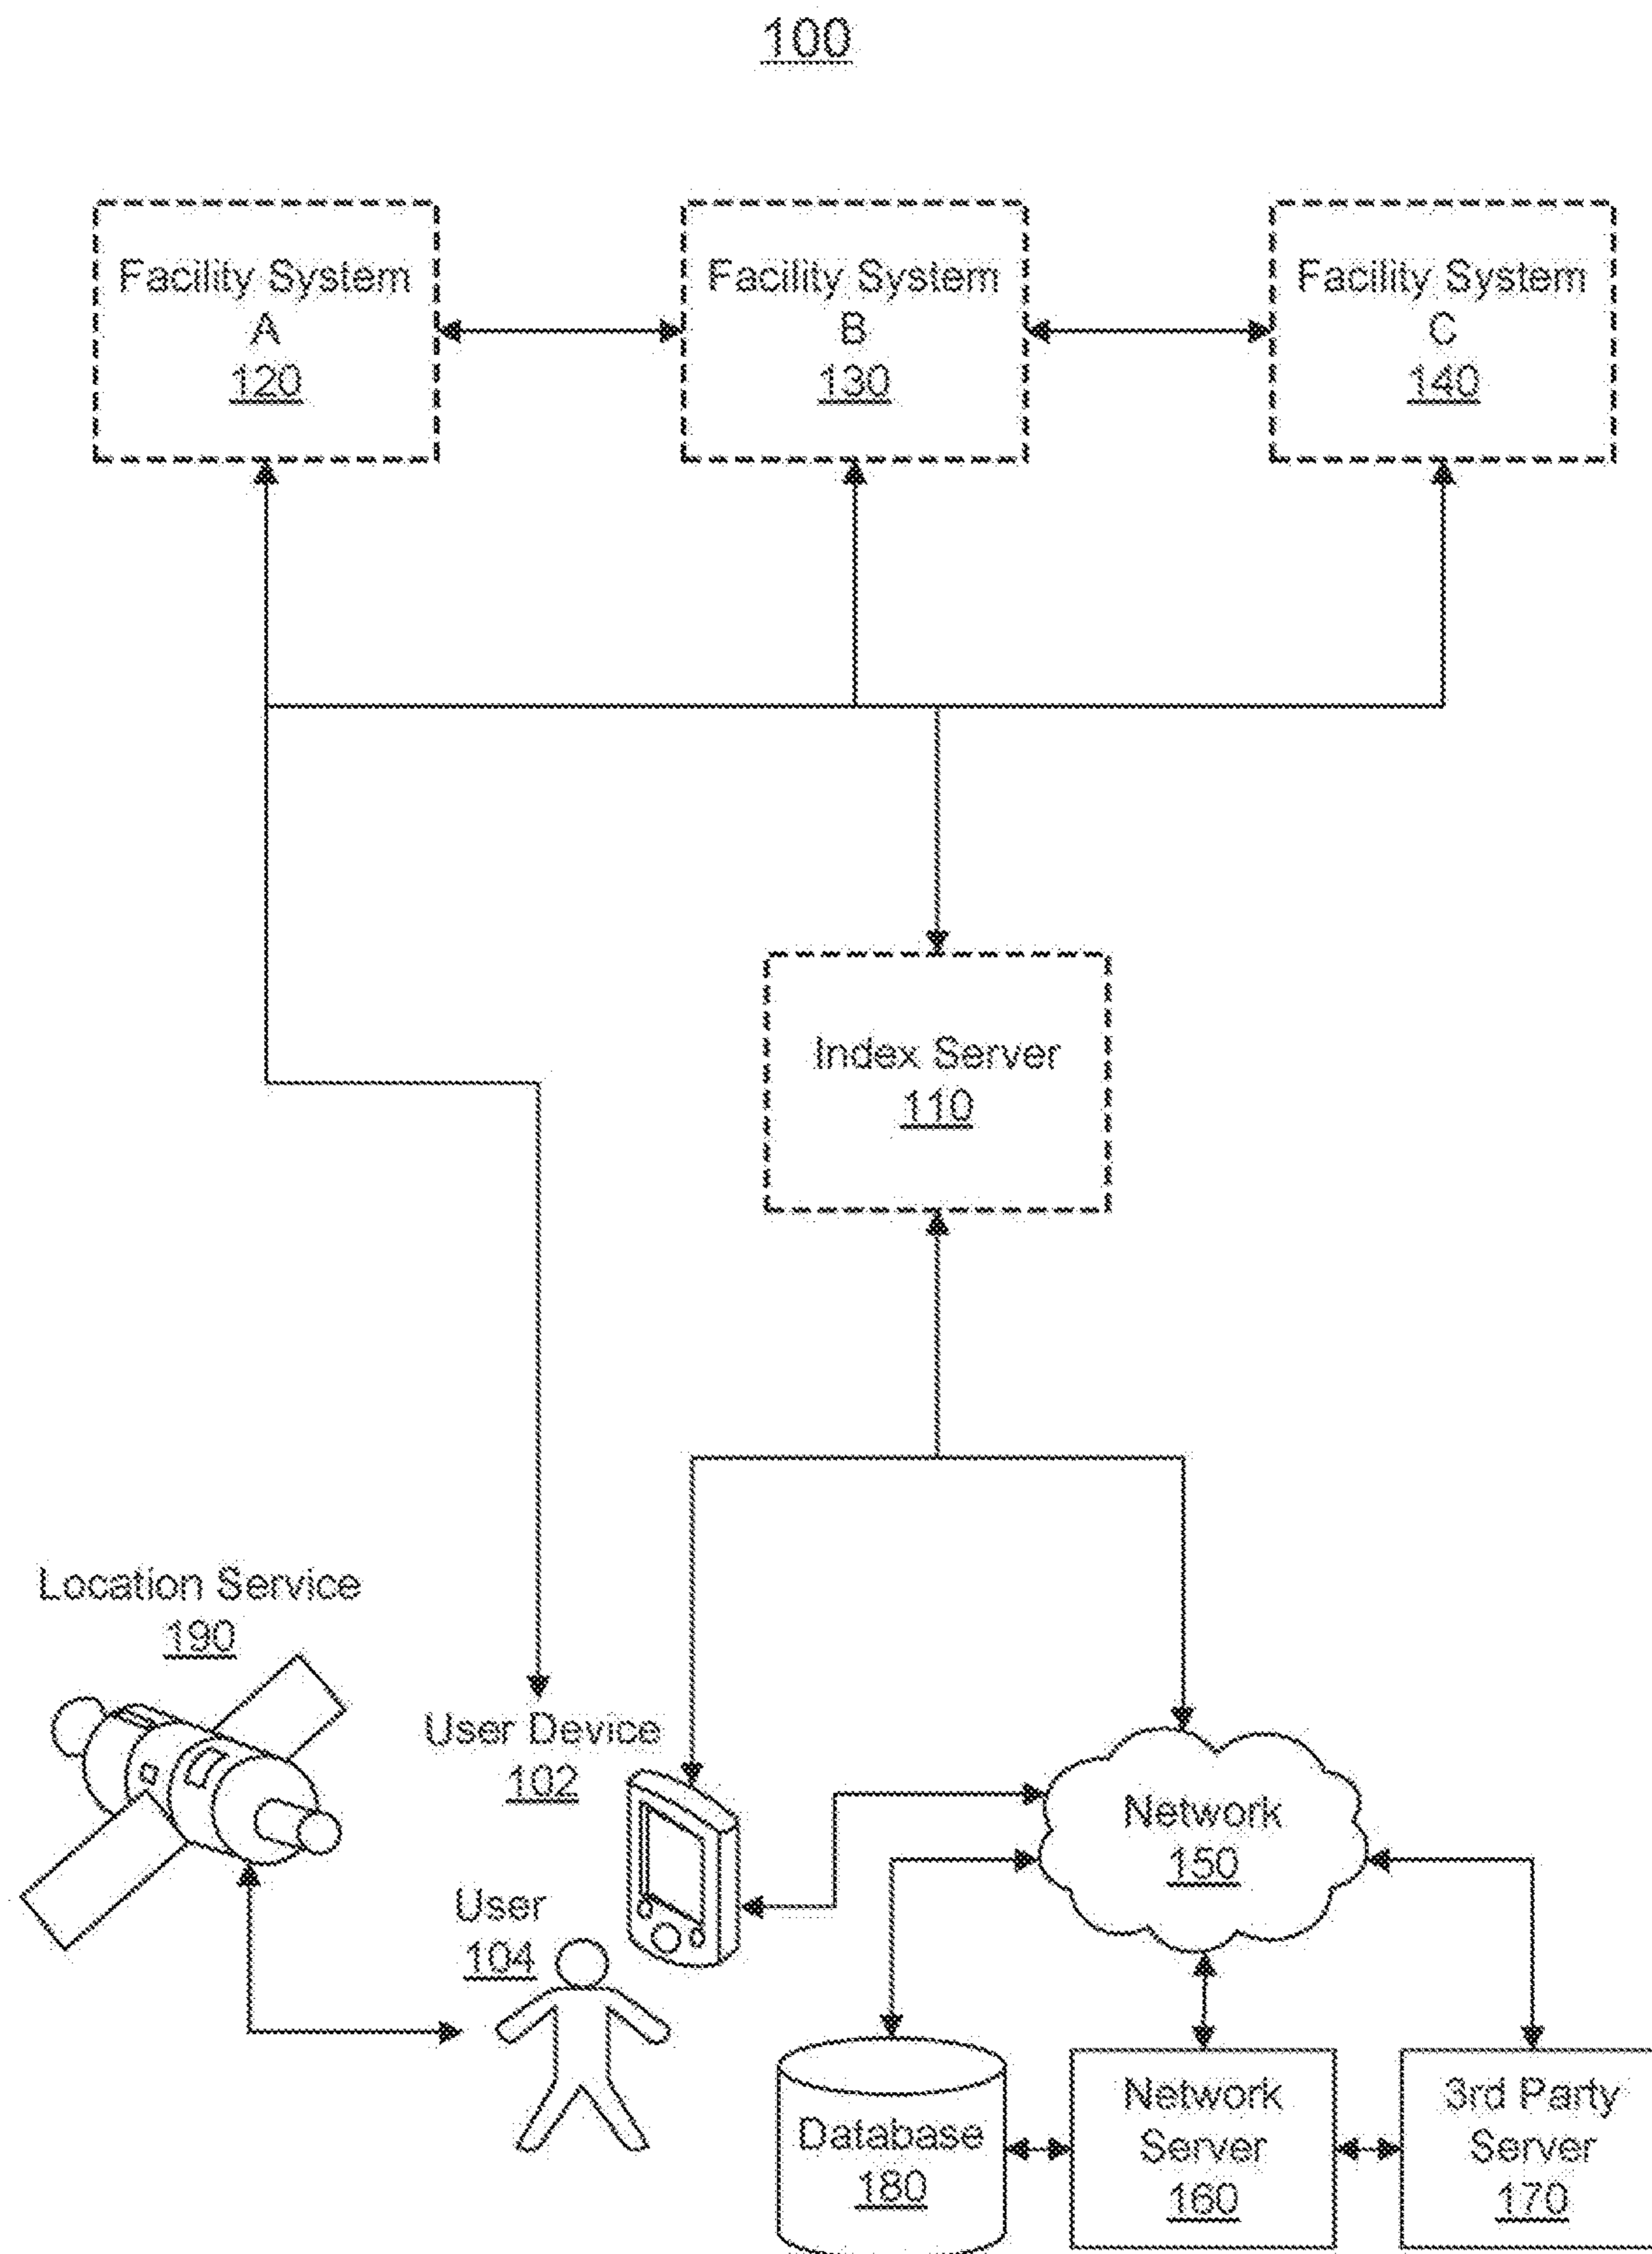 100
Facility System
A
120
Facility System
B
130
Facility System
C
140
Index Server
110
Location Service
190
User Device
102
User
104
Network
150
Database
180
Network
Server
160
3rd Party
Server
170